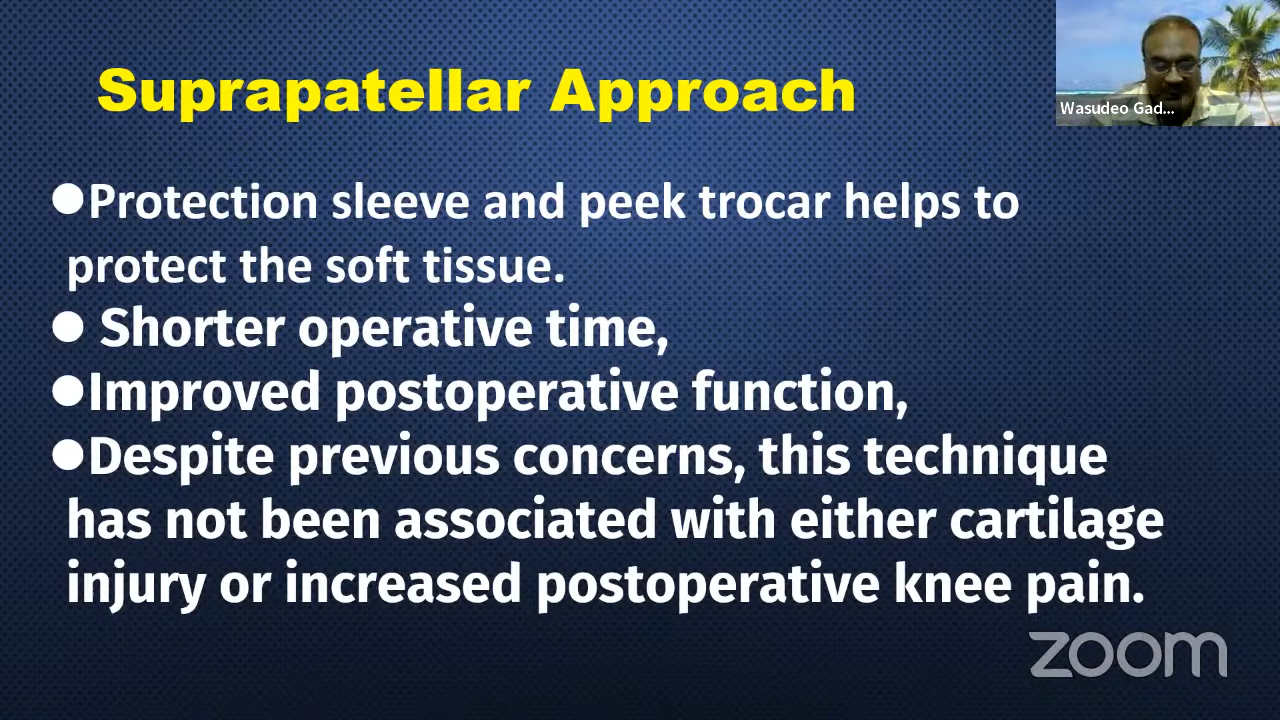 Suprapatellar Approach
Wasudeo Gad...
●Protection sleeve and peek trocar helps to
protect the soft tissue.
● Shorter operative time,
●Improved postoperative function,
●Despite previous concerns, this technique
has not been associated with either cartilage
injury or increased postoperative knee pain.
zoom